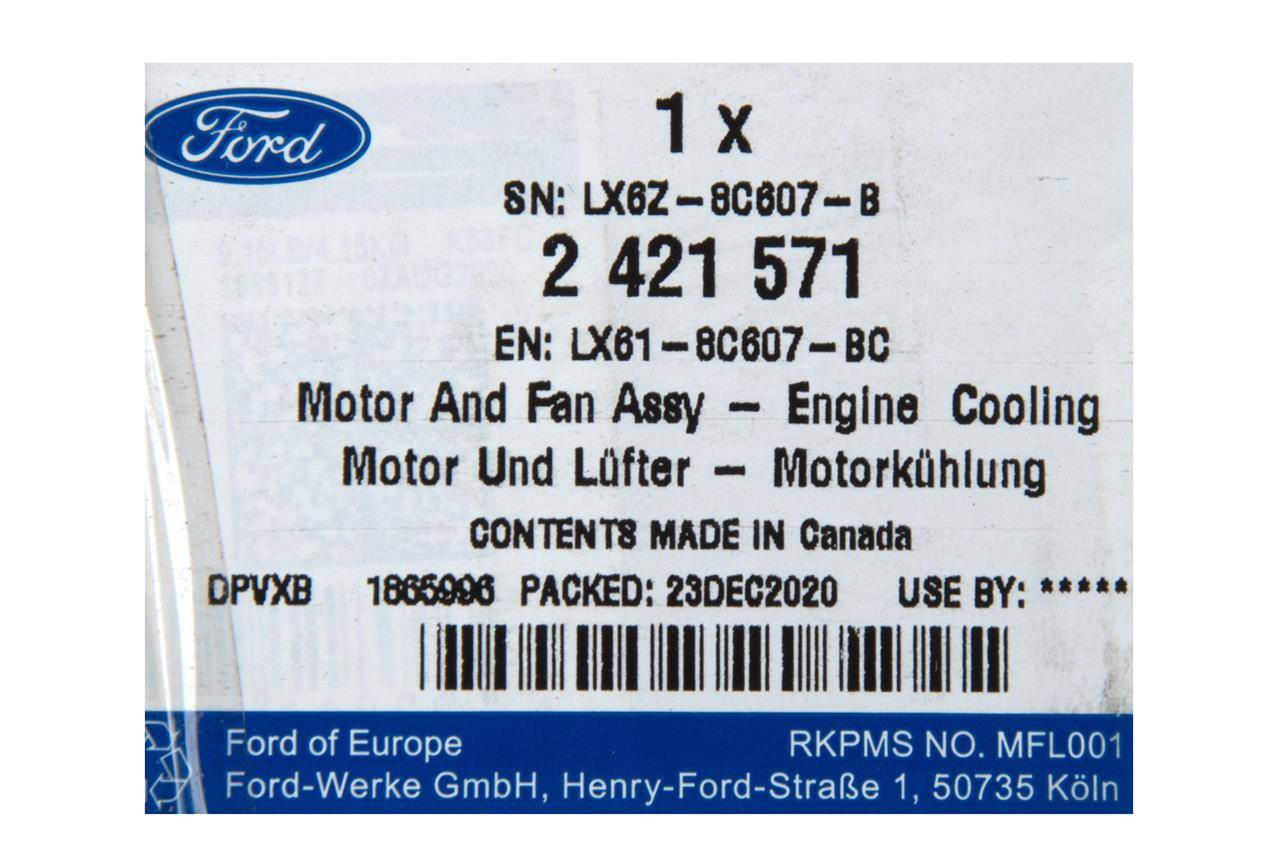 Ford
1 x
SN: LX6Z-8C607-B
2 421 571
EN: LX61-8C607-BC
Motor And Fan Assy - Engine Cooling
Motor Und Lüfter - Motorkühlung
CONTENTS MADE IN Canada
DPVXB 1865996 PACKED: 23DEC2020 USE BY: *****
Ford of Europe RKPMS NO. MFL001
Ford-Werke GmbH, Henry-Ford-Straße 1, 50735 Köln